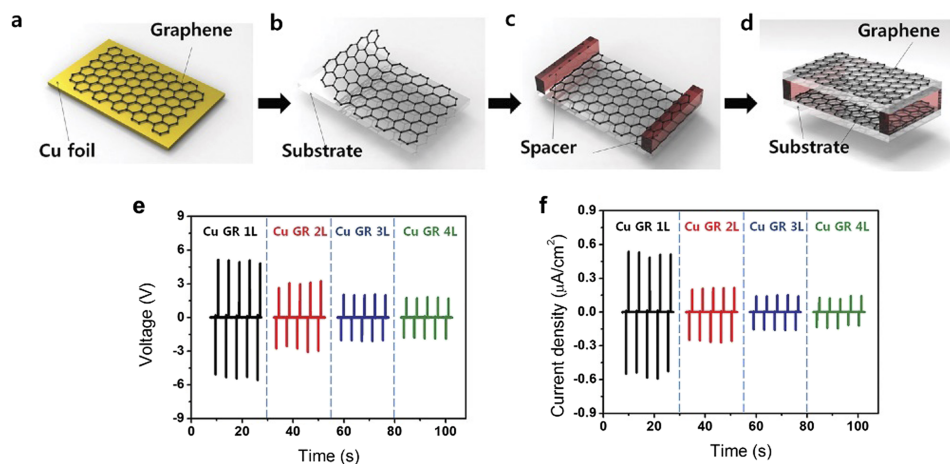 a
b
c
d
Graphene
Graphene
Cu foil
Substrate
Spacer
Substrate
e
9
6
3
0
-3
-6
-9
Voltage (V)
Cu GR 1L
Cu GR 2L
Cu GR 3L
Cu GR 4L
0
20
40
60
80
100
Time (s)
f
0.9
0.6
0.3
0.0
-0.3
-0.6
-0.9
Current density (µA/cm²)
Cu GR 1L
Cu GR 2L
Cu GR 3L
Cu GR 4L
0
20
40
60
80
100
Time (s)